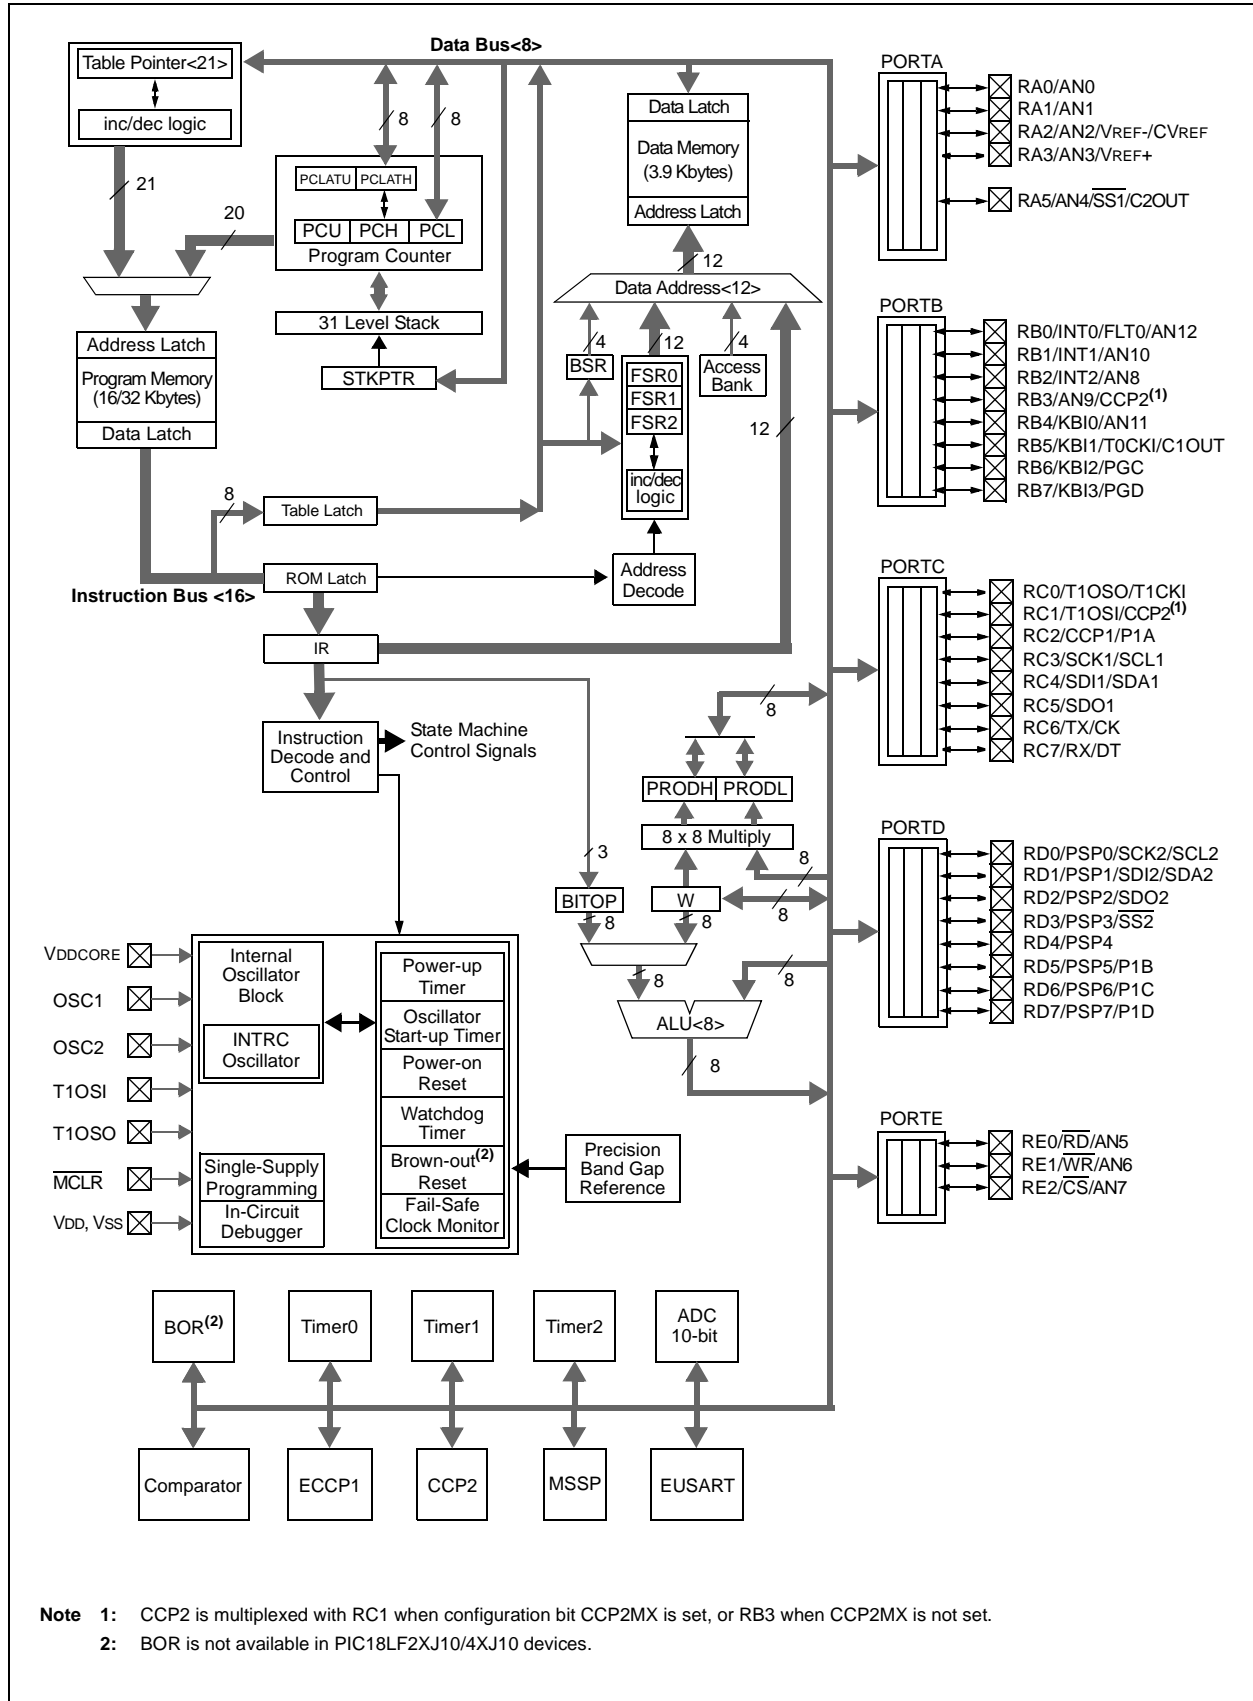 Data Bus<8>
Table Pointer<21>
inc/dec logic
21
20
8
8
PCLATU PCLATH
PCU PCH PCL
Program Counter
31 Level Stack
STKPTR
Address Latch
Program Memory
(16/32 Kbytes)
Data Latch
8
Table Latch
ROM Latch
Instruction Bus <16>
IR
Instruction
Decode and
Control
State Machine
Control Signals
Data Latch
Data Memory
(3.9 Kbytes)
Address Latch
12
Data Address<12>
4
12
4
BSR
FSR0
FSR1
FSR2
inc/dec
logic
Access
Bank
12
Address
Decode
8
PRODH PRODL
8 x 8 Multiply
3
8
BITOP
W
8
8
8
8
8
ALU<8>
8
VDDCORE
OSC1
OSC2
T1OSI
T1OSO
MCLR
VDD, VSS
Internal
Oscillator
Block
INTRC
Oscillator
Single-Supply
Programming
In-Circuit
Debugger
Power-up
Timer
Oscillator
Start-up Timer
Power-on
Reset
Watchdog
Timer
Brown-out(2)
Reset
Fail-Safe
Clock Monitor
Precision
Band Gap
Reference
PORTA
RA0/AN0
RA1/AN1
RA2/AN2/VREF-/CVREF
RA3/AN3/VREF+
RA5/AN4/SS1/C2OUT
PORTB
RB0/INT0/FLT0/AN12
RB1/INT1/AN10
RB2/INT2/AN8
RB3/AN9/CCP2(1)
RB4/KBI0/AN11
RB5/KBI1/T0CKI/C1OUT
RB6/KBI2/PGC
RB7/KBI3/PGD
PORTC
RC0/T1OSO/T1CKI
RC1/T1OSI/CCP2(1)
RC2/CCP1/P1A
RC3/SCK1/SCL1
RC4/SDI1/SDA1
RC5/SDO1
RC6/TX/CK
RC7/RX/DT
PORTD
RD0/PSP0/SCK2/SCL2
RD1/PSP1/SDI2/SDA2
RD2/PSP2/SDO2
RD3/PSP3/SS2
RD4/PSP4
RD5/PSP5/P1B
RD6/PSP6/P1C
RD7/PSP7/P1D
PORTE
RE0/RD/AN5
RE1/WR/AN6
RE2/CS/AN7
BOR(2)
Timer0
Timer1
Timer2
ADC
10-bit
Comparator
ECCP1
CCP2
MSSP
EUSART
Note 1: CCP2 is multiplexed with RC1 when configuration bit CCP2MX is set, or RB3 when CCP2MX is not set.
2: BOR is not available in PIC18LF2XJ10/4XJ10 devices.